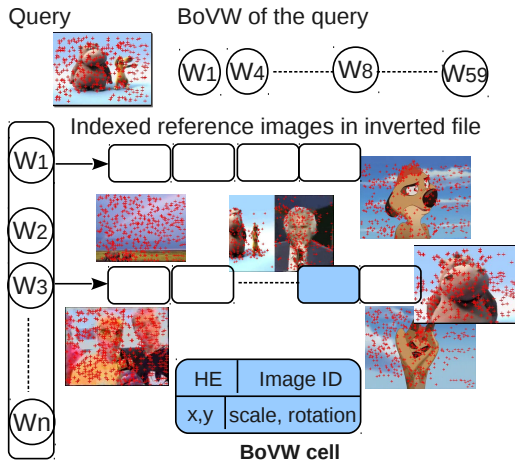 Query
BoVW of the query
W1 W4 W8 W59
Indexed reference images in inverted file
W1
W2
W3
Wn
HE Image ID
x,y scale, rotation
BoVW cell